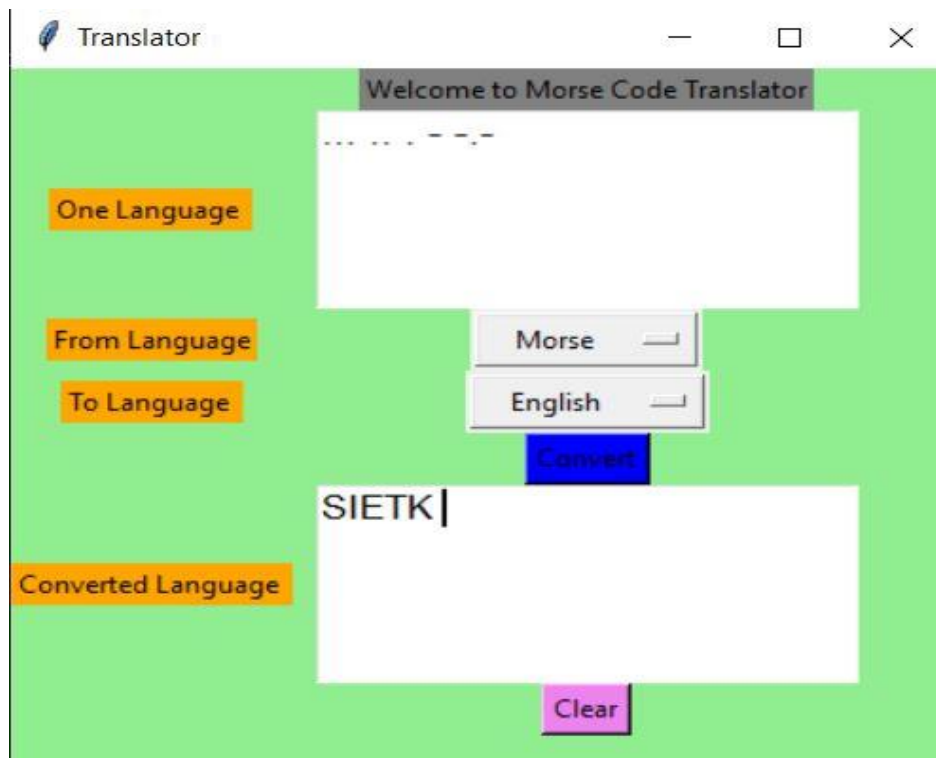 Translator
Welcome to Morse Code Translator
... .. . - -.-
One Language
From Language
Morse
To Language
English
Convert
SIETK
Converted Language
Clear